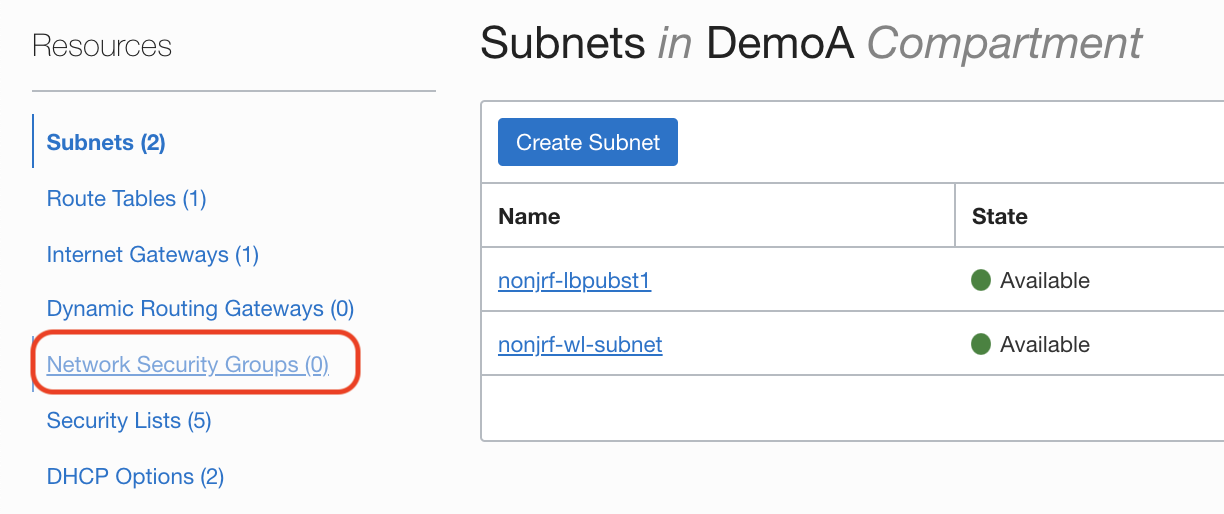 Resources
Subnets (2)
Route Tables (1)
Internet Gateways (1)
Dynamic Routing Gateways (0)
Network Security Groups (0)
Security Lists (5)
DHCP Options (2)
Subnets in DemoA Compartment
Create Subnet
Name State
nonjrf-lbpubst1 Available
nonjrf-wl-subnet Available